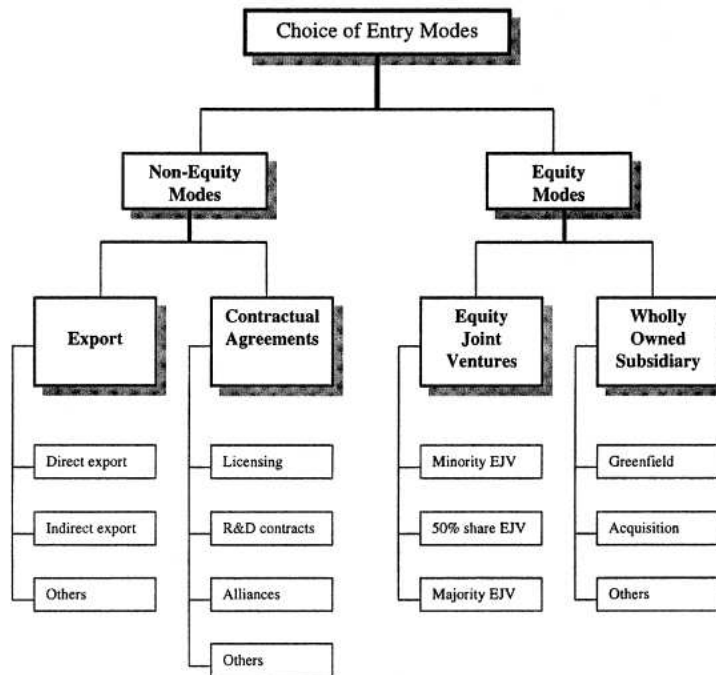 Choice of Entry Modes
Non-Equity
Modes
Equity
Modes
Export
Contractual
Agreements
Equity
Joint
Ventures
Wholly
Owned
Subsidiary
Direct export
Licensing
Minority EJV
Greenfield
Indirect export
R&D contracts
50% share EJV
Acquisition
Others
Alliances
Majority EJV
Others
Others